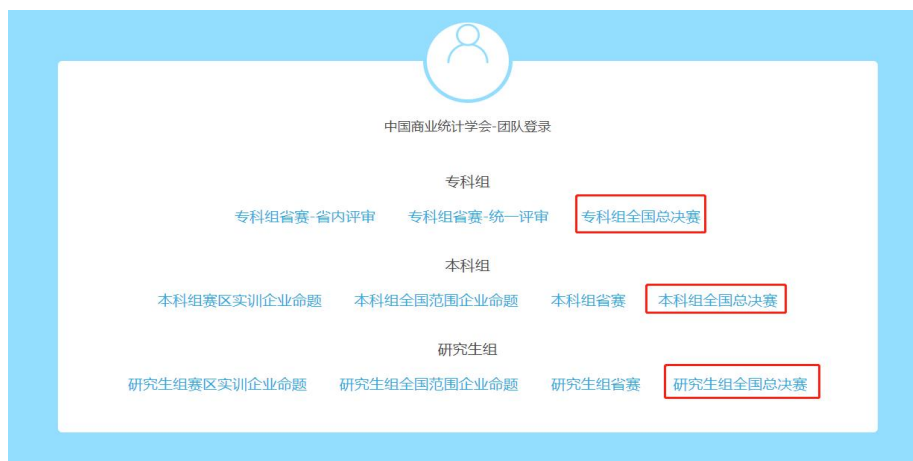 中国商业统计学会-团队登录
专科组
专科组省赛-省内评审 专科组省赛-统一评审 专科组全国总决赛
本科组
本科组赛区实训企业命题 本科组全国范围企业命题 本科组省赛 本科组全国总决赛
研究生组
研究生组赛区实训企业命题 研究生组全国范围企业命题 研究生组省赛 研究生组全国总决赛